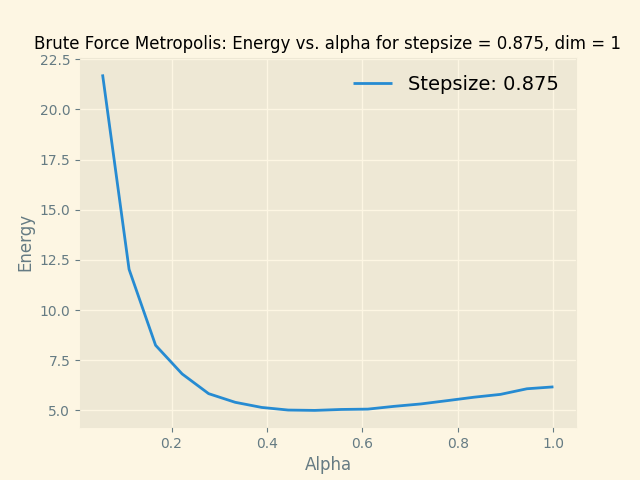 Brute Force Metropolis: Energy vs. alpha for stepsize = 0.875, dim = 1
Stepsize: 0.875
22.5
20.0
17.5
15.0
12.5
10.0
7.5
5.0
Energy
0.2 0.4 0.6 0.8 1.0
Alpha